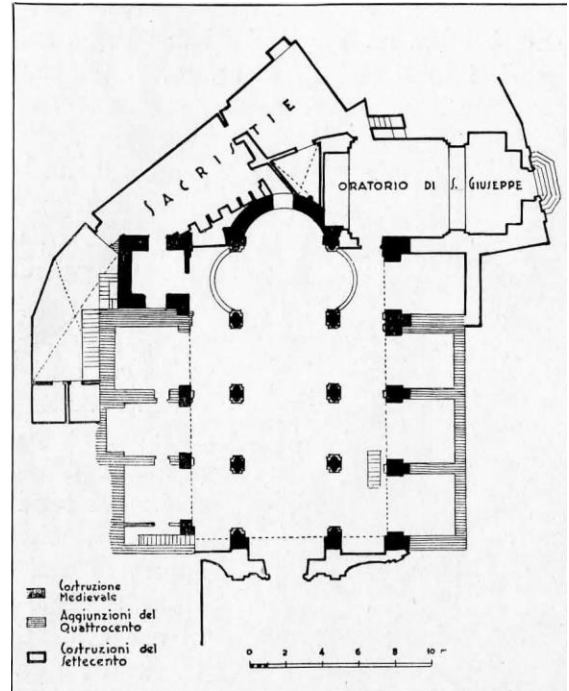 SACRISTIE
ORATORIO DI S. GIUSEPPE
Costruzione
Medievale
Aggiunzioni del
Quattrocento
Costruzioni del
Settecento
0 2 4 6 8 10 m